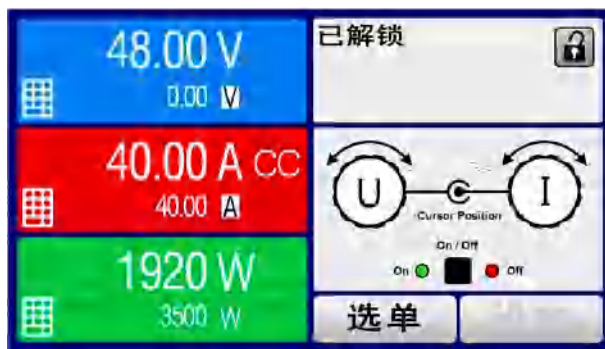 48.00 V
0.00 V
40.00 A CC
40.00 A
1920 W
3500 W
已解锁
U
I
Cursor Position
On / Off
On
Off
选单